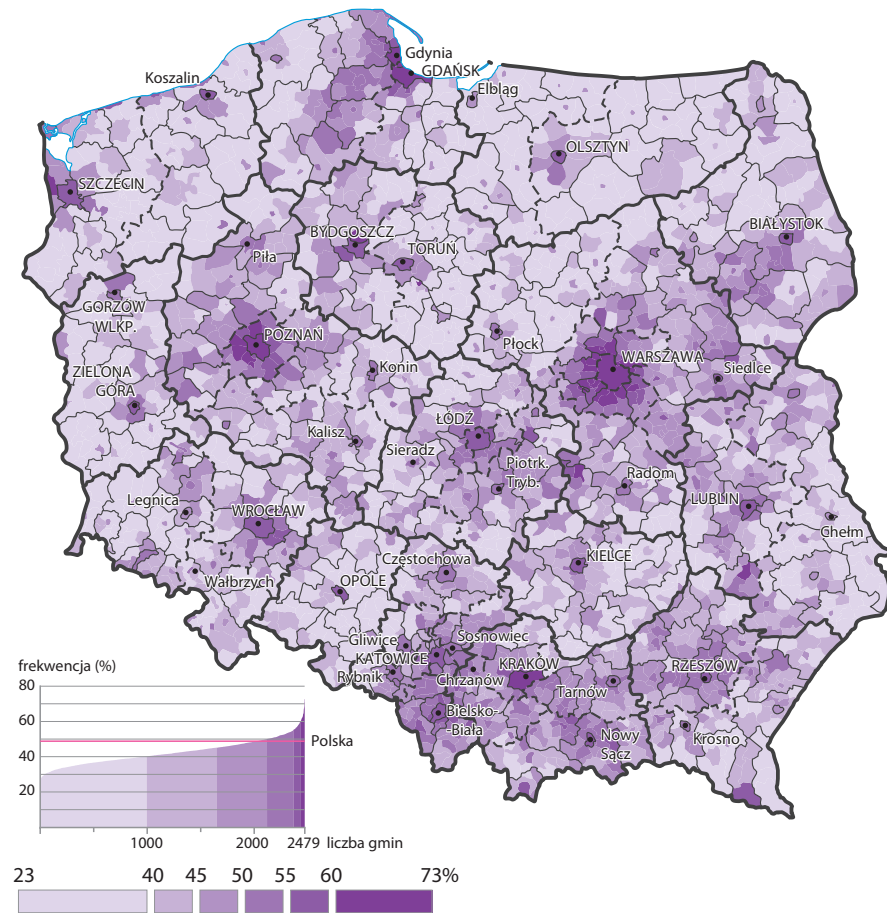 Gdynia
GDAŃSK
Koszalin
Elbląg
OLSZTYN
SZCZECIN
BIAŁYSTOK
BYDGOSZCZ
TORUŃ
Piła
GORZÓW
WLKP.
POZNAŃ
Płock
WARSZAWA
Siedlce
Konin
ZIELONA
GÓRA
ŁÓDŹ
Kalisz
Sieradz
Piotrk.
Tryb.
Radom
LUBLIN
Legnica
WROCŁAW
Chełm
Częstochowa
KIELCE
Wałbrzych
OPOLE
Gliwice
Sosnowiec
KATOWICE
KRAKÓW
RZESZÓW
Rybnik
Chrzanów
Tarnów
Bielsko-
-Biała
Nowy
Sącz
Krosno
frekwencja (%)
80
60
Polska
40
20
1000
2000
2479
liczba gmin
23 40 45 50 55 60 73%